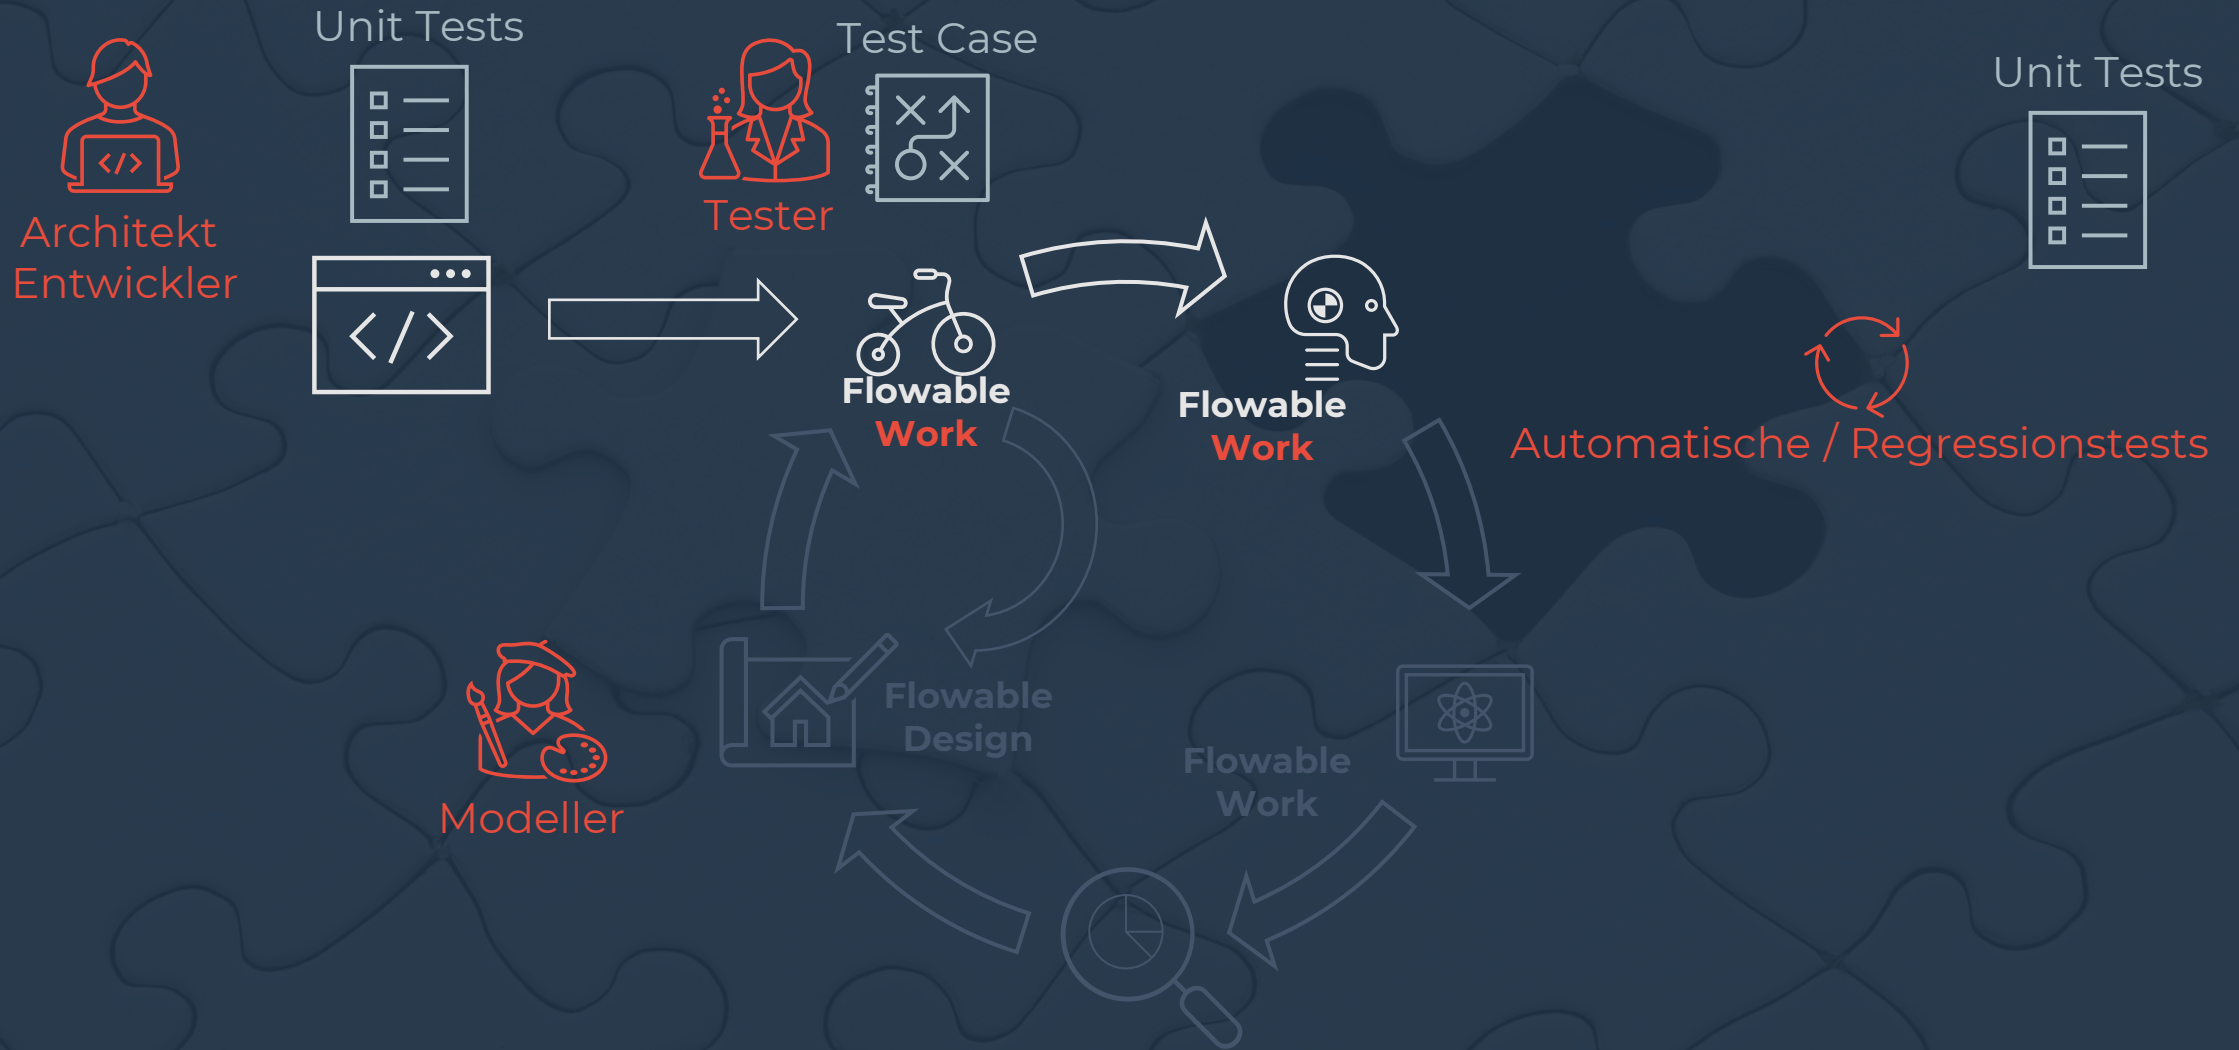 Unit Tests
Test Case
Unit Tests
Architekt
Entwickler
</>
</>
Tester
Flowable
Work
Flowable
Work
Automatische / Regressionstests
Modeller
Flowable
Design
Flowable
Work